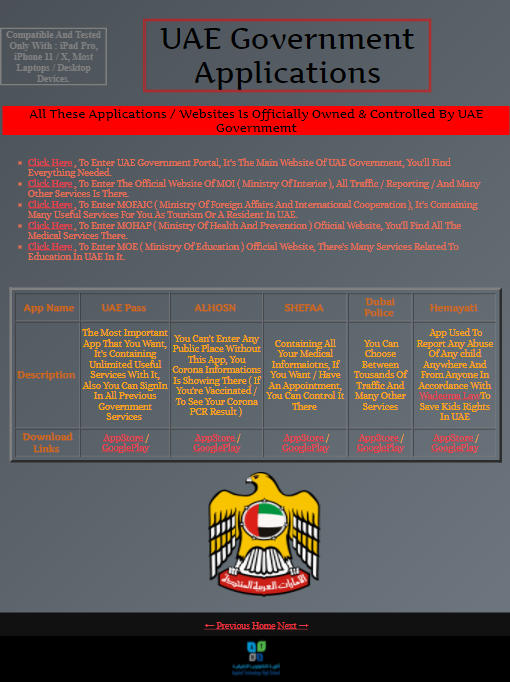 Compatible And Tested
Only With : iPad Pro,
iPhone 11 / X, Most
Laptops / Desktop
Devices.
UAE Government
Applications
All These Applications / Websites Is Officially Owned & Controlled By UAE
Governmemt
Click Here , To Enter UAE Government Portal, It's The Main Website Of UAE Government, You'll Find
Everything Needed.
Click Here , To Enter The Official Website Of MOI ( Ministry Of Interior ), All Traffic / Reporting / And Many
Other Services Is There.
Click Here , To Enter MOFAIC ( Ministry Of Foreign Affairs And International Cooperation ), It's Containing
Many Useful Services For You As Tourism Or A Resident In UAE.
Click Here , To Enter MOHAP ( Ministry Of Health And Prevention ) Oficial Website, You'll Find All The
Medical Services There.
Click Here , To Enter MOE ( Ministry Of Education ) Official Website, There's Many Services Related To
Education In UAE In It.
App Name UAE Pass ALHOSN SHEFAA Dubai Police Hemayati
Description
The Most Important
App That You Want,
It's Containing
Unlimited Useful
Services With It,
Also You Can SignIn
In All Previous
Government
Services
You Can't Enter Any
Public Place Without
This App, You
Corona Informations
Is Showing There ( If
You're Vaccinated /
To See Your Corona
PCR Result )
Containing All
Your Medical
Informaiotns, If
You Want / Have
An Appointment,
You Can Control It
There
You Can
Choose
Between
Tousands Of
Traffic And
Many Other
Services
App Used To
Report Any Abuse
Of Any child
Anywhere And
From Anyone In
Accordance With
Wadeema Law To
Save Kids Rights
In UAE
Download
Links
AppStore /
GooglePlay
AppStore /
GooglePlay
AppStore /
GooglePlay
AppStore /
GooglePlay
AppStore /
GooglePlay
الامارات العربية المتحدة
← Previous Home Next →